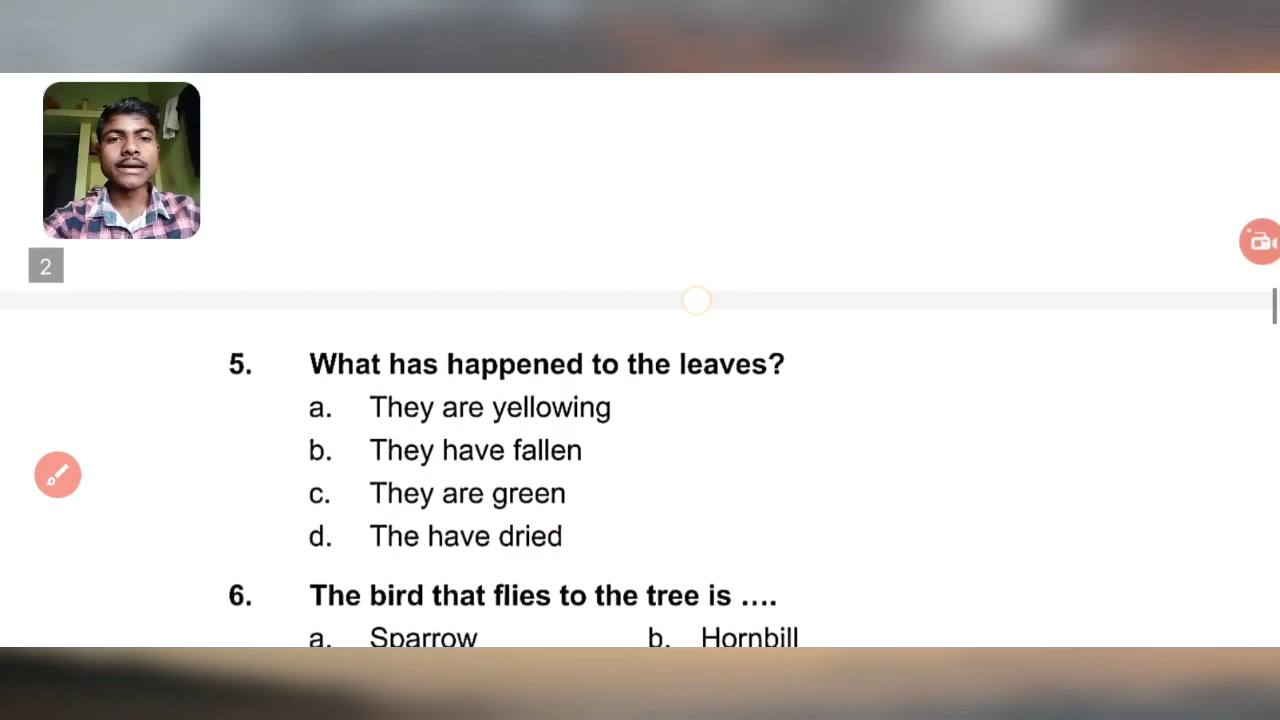 2
5. What has happened to the leaves?
a. They are yellowing
b. They have fallen
c. They are green
d. The have dried
6. The bird that flies to the tree is ....
a. Sparrow b. Hornbill